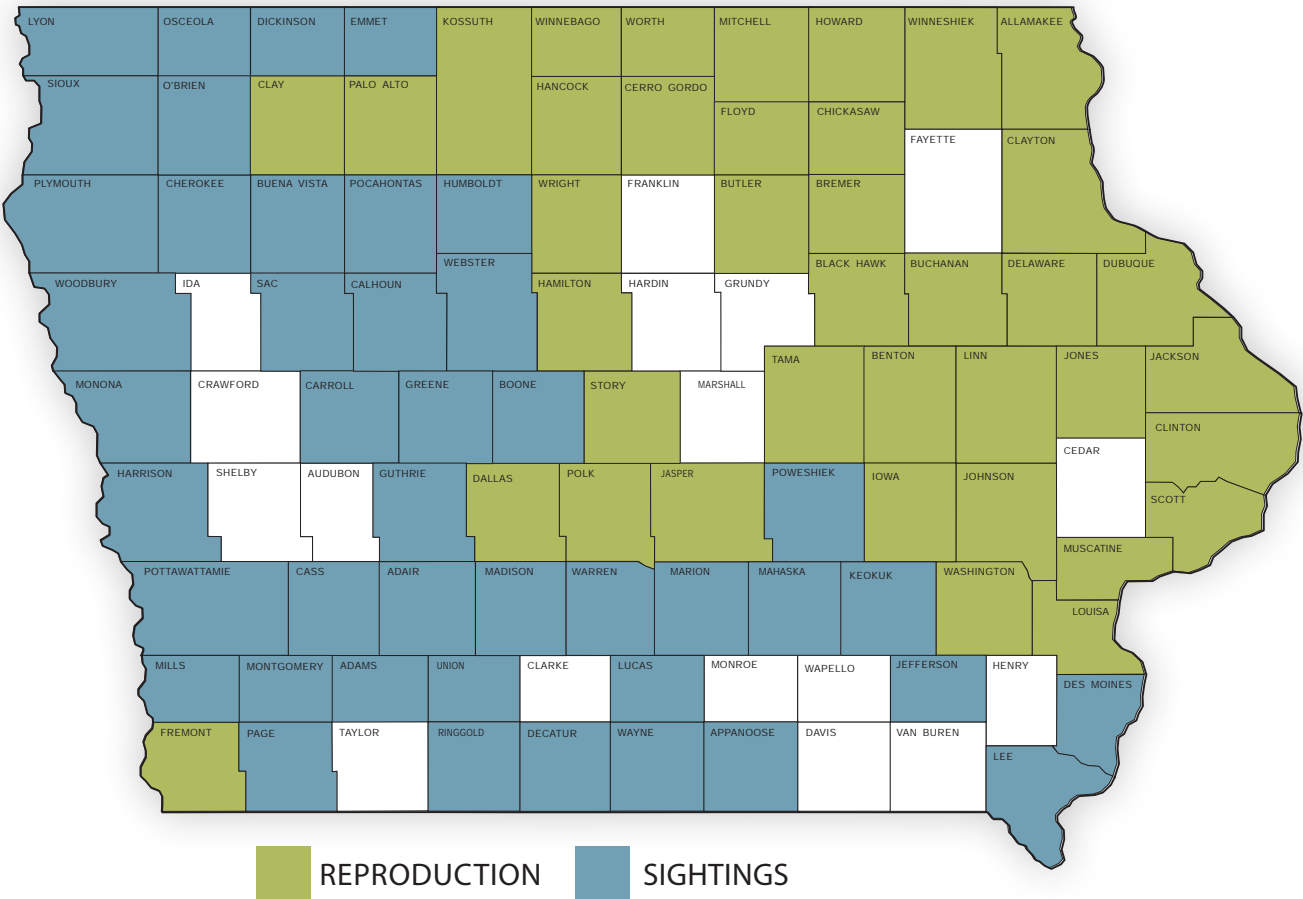 LYON OSCEOLA DICKINSON EMMET KOSSUTH WINNEBAGO WORTH MITCHELL HOWARD WINNESHIEK ALLAMAKEE
SIOUX O'BRIEN CLAY PALO ALTO HANCOCK CERRO GORDO
FLOYD CHICKASAW
FAYETTE CLAYTON
PLYMOUTH CHEROKEE BUENA VISTA POCAHONTAS HUMBOLDT WRIGHT FRANKLIN BUTLER BREMER
WEBSTER BLACK HAWK BUCHANAN DELAWARE DUBUQUE
WOODBURY IDA SAC CALHOUN HAMILTON HARDIN GRUNDY
TAMA BENTON LINN JONES JACKSON
MONONA CRAWFORD CARROLL GREENE BOONE STORY MARSHALL
CLINTON
CEDAR
HARRISON SHELBY AUDUBON GUTHRIE DALLAS POLK JASPER POWESHIEK IOWA JOHNSON
SCOTT
MUSCATINE
POTTAWATTAMIE CASS ADAIR MADISON WARREN MARION MAHASKA KEOKUK WASHINGTON
LOUISA
MILLS MONTGOMERY ADAMS UNION CLARKE LUCAS MONROE WAPELLO JEFFERSON HENRY
DES MOINES
FREMONT PAGE TAYLOR RINGGOLD DECATUR WAYNE APPANOOSE DAVIS VAN BUREN
LEE
REPRODUCTION SIGHTINGS